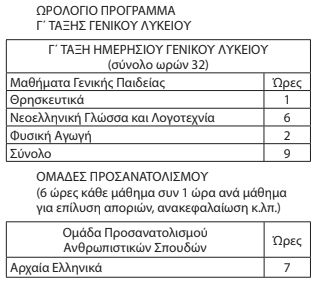 ΩΡΟΛΟΓΙΟ ΠΡΟΓΡΑΜΜΑ
Γ΄ ΤΑΞΗΣ ΓΕΝΙΚΟΥ ΛΥΚΕΙΟΥ
Γ΄ ΤΑΞΗ ΗΜΕΡΗΣΙΟΥ ΓΕΝΙΚΟΥ ΛΥΚΕΙΟΥ
(σύνολο ωρών 32)
Μαθήματα Γενικής Παιδείας Ώρες
Θρησκευτικά 1
Νεοελληνική Γλώσσα και Λογοτεχνία 6
Φυσική Αγωγή 2
Σύνολο 9
ΟΜΑΔΕΣ ΠΡΟΣΑΝΑΤΟΛΙΣΜΟΥ
(6 ώρες κάθε μάθημα συν 1 ώρα ανά μάθημα
για επίλυση αποριών, ανακεφαλαίωση κ.λπ.)
Ομάδα Προσανατολισμού
Ανθρωπιστικών Σπουδών Ώρες
Αρχαία Ελληνικά 7